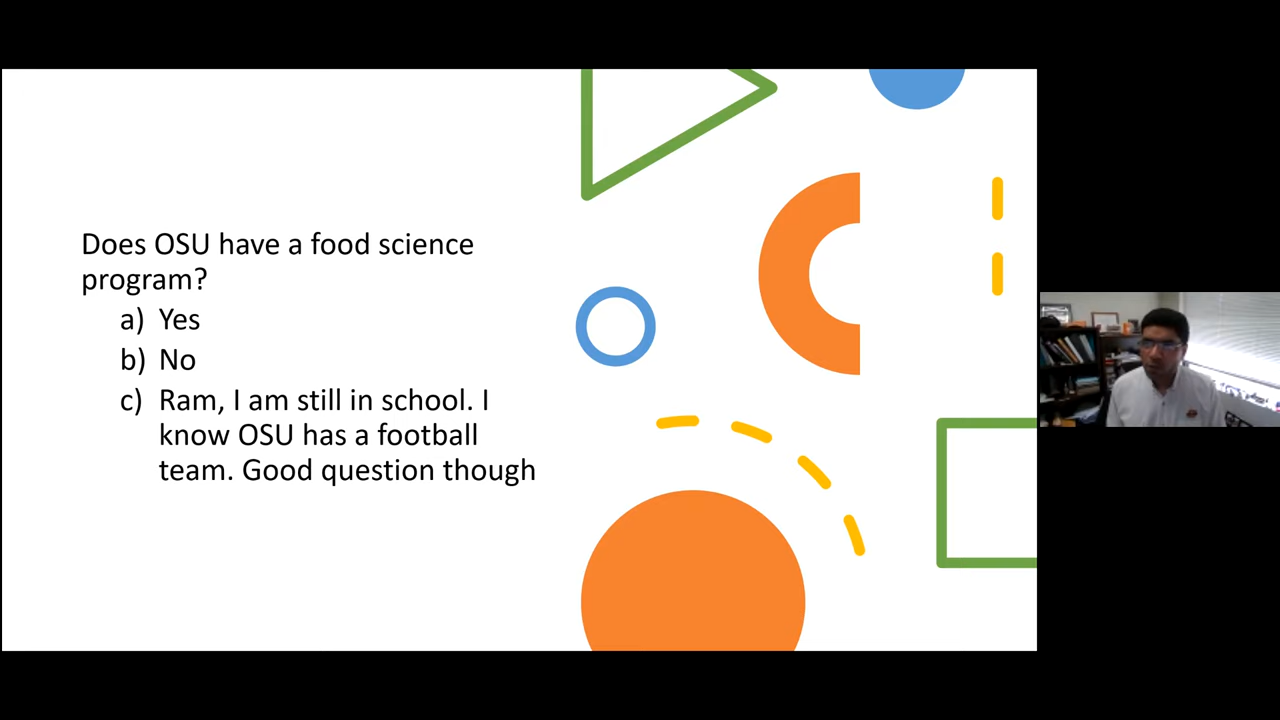 Does OSU have a food science
program?
a) Yes
b) No
c) Ram, I am still in school. I
know OSU has a football
team. Good question though